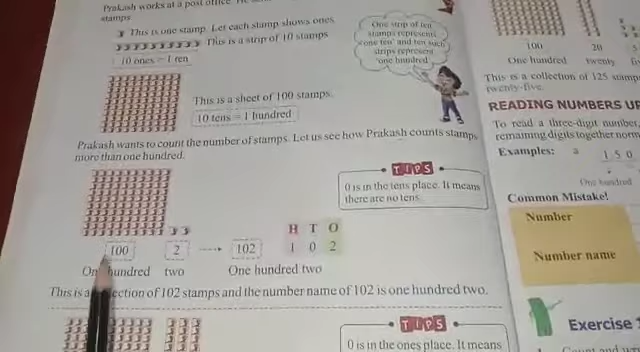 Prakash works at a post office. He
stamps
This is one stamp. Let each stamp shows ones
This is a strip of 10 stamps
10 ones = 1 ten
One strip of ten
stamps represents
'one ten' and ten such
strips represent
'one hundred'
This is a sheet of 100 stamps.
10 tens = 1 hundred
Prakash wants to count the number of stamps. Let us see how Prakash counts stamps
more than one hundred.
TIPS
0 is in the tens place. It means
there are no tens.
H T O
100 2 102 1 0 2
One hundred two One hundred two
This is a collection of 102 stamps and the number name of 102 is one hundred two.
TIPS
0 is in the ones place. It means
100 20
One hundred twenty
This is a collection of 125 stamps
twenty-five.
READING NUMBERS
To read a three-digit number,
remaining digits together
Examples: a 1 5 0
One hundred
Common Mistake!
Number
Number name
Exercise
1. Count and